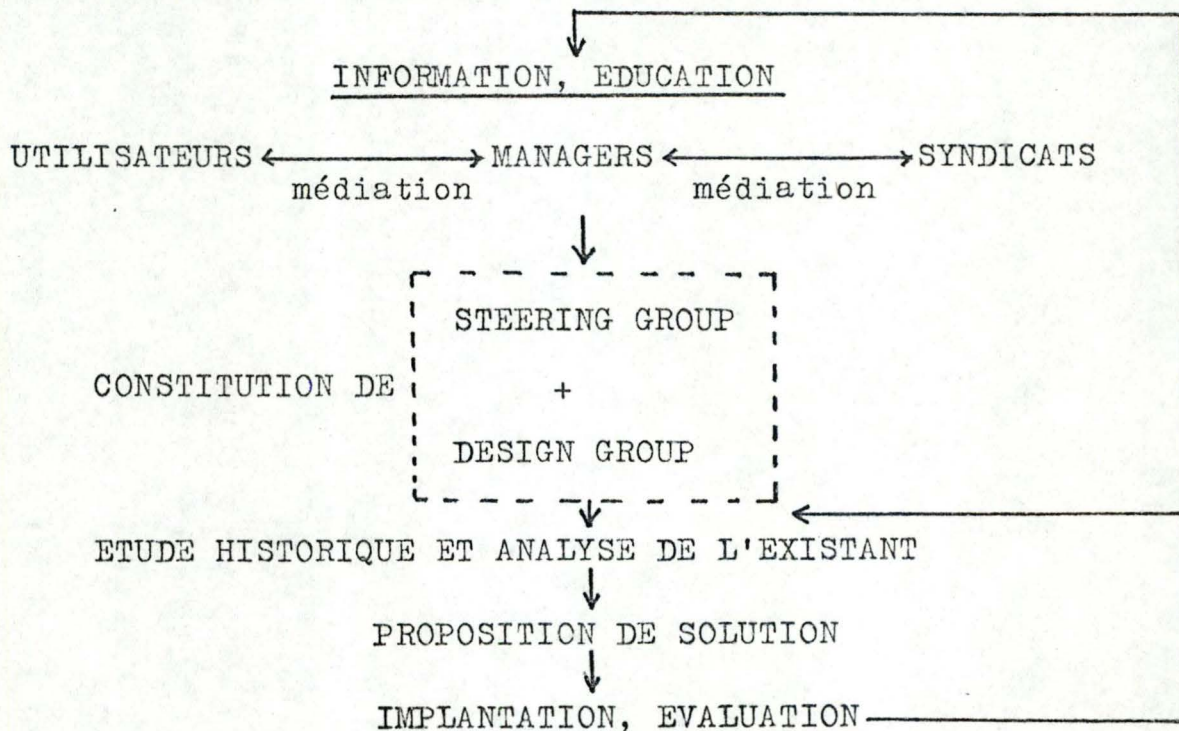 INFORMATION, EDUCATION
UTILISATEURS MANAGERS SYNDICATS
médiation médiation
STEERING GROUP
CONSTITUTION DE +
DESIGN GROUP
ETUDE HISTORIQUE ET ANALYSE DE L'EXISTANT
PROPOSITION DE SOLUTION
IMPLANTATION, EVALUATION